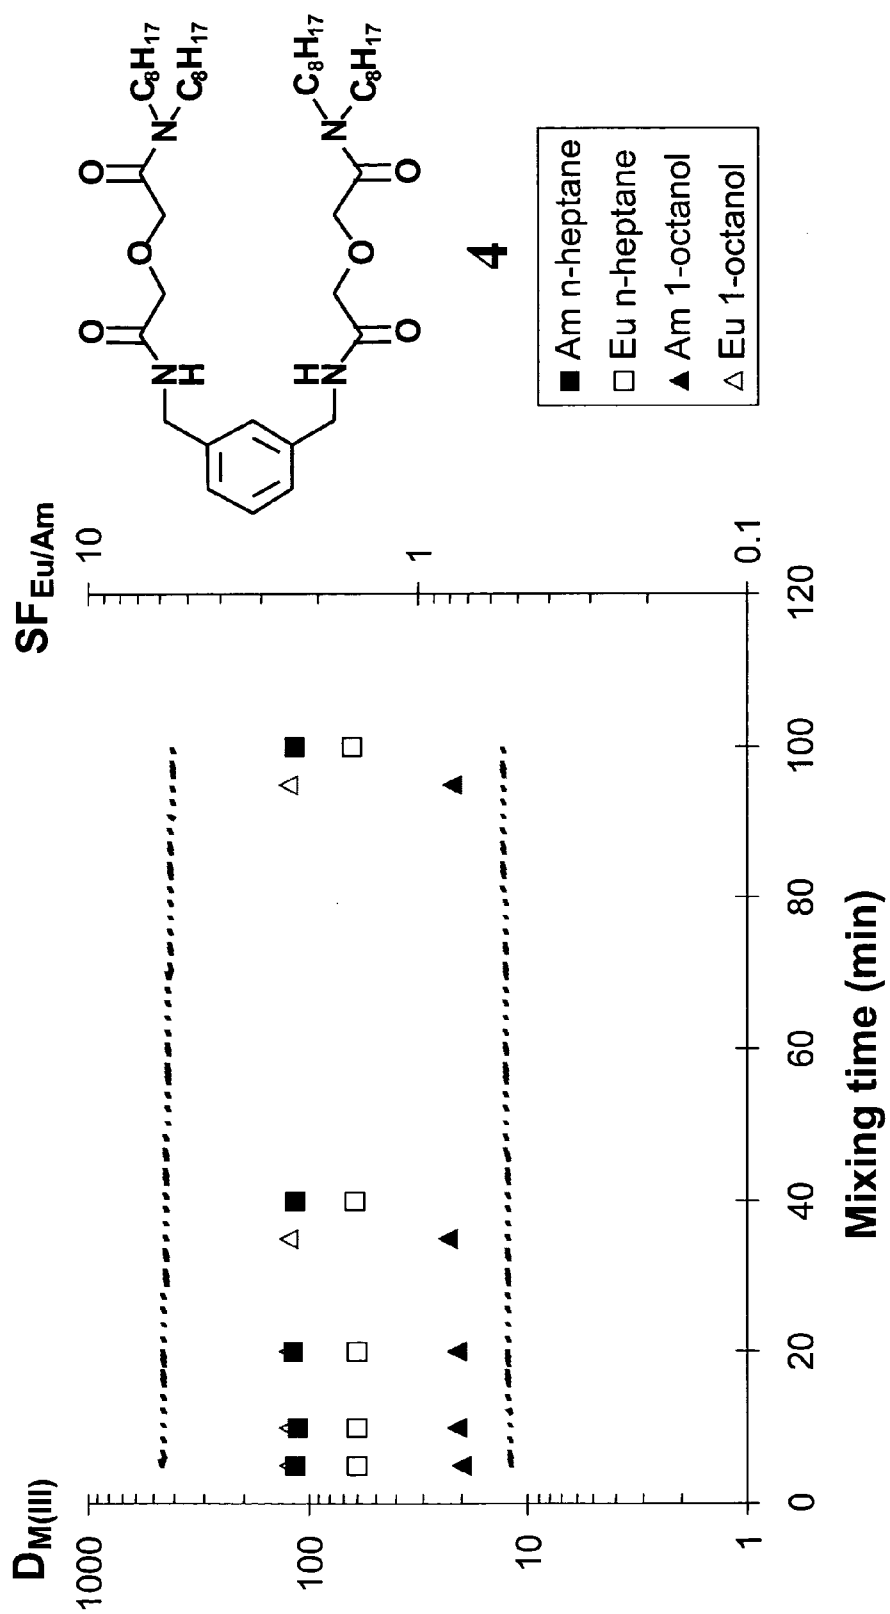 D_M(III)
SF_Eu/Am
1000
100
10
1
10
1
0.1
0
20
40
60
80
100
120
Mixing time (min)
O
O
N
H
O
N
C8H17
C8H17
H
N
O
O
O
N
C8H17
C8H17
4
Am n-heptane
Eu n-heptane
Am 1-octanol
Eu 1-octanol